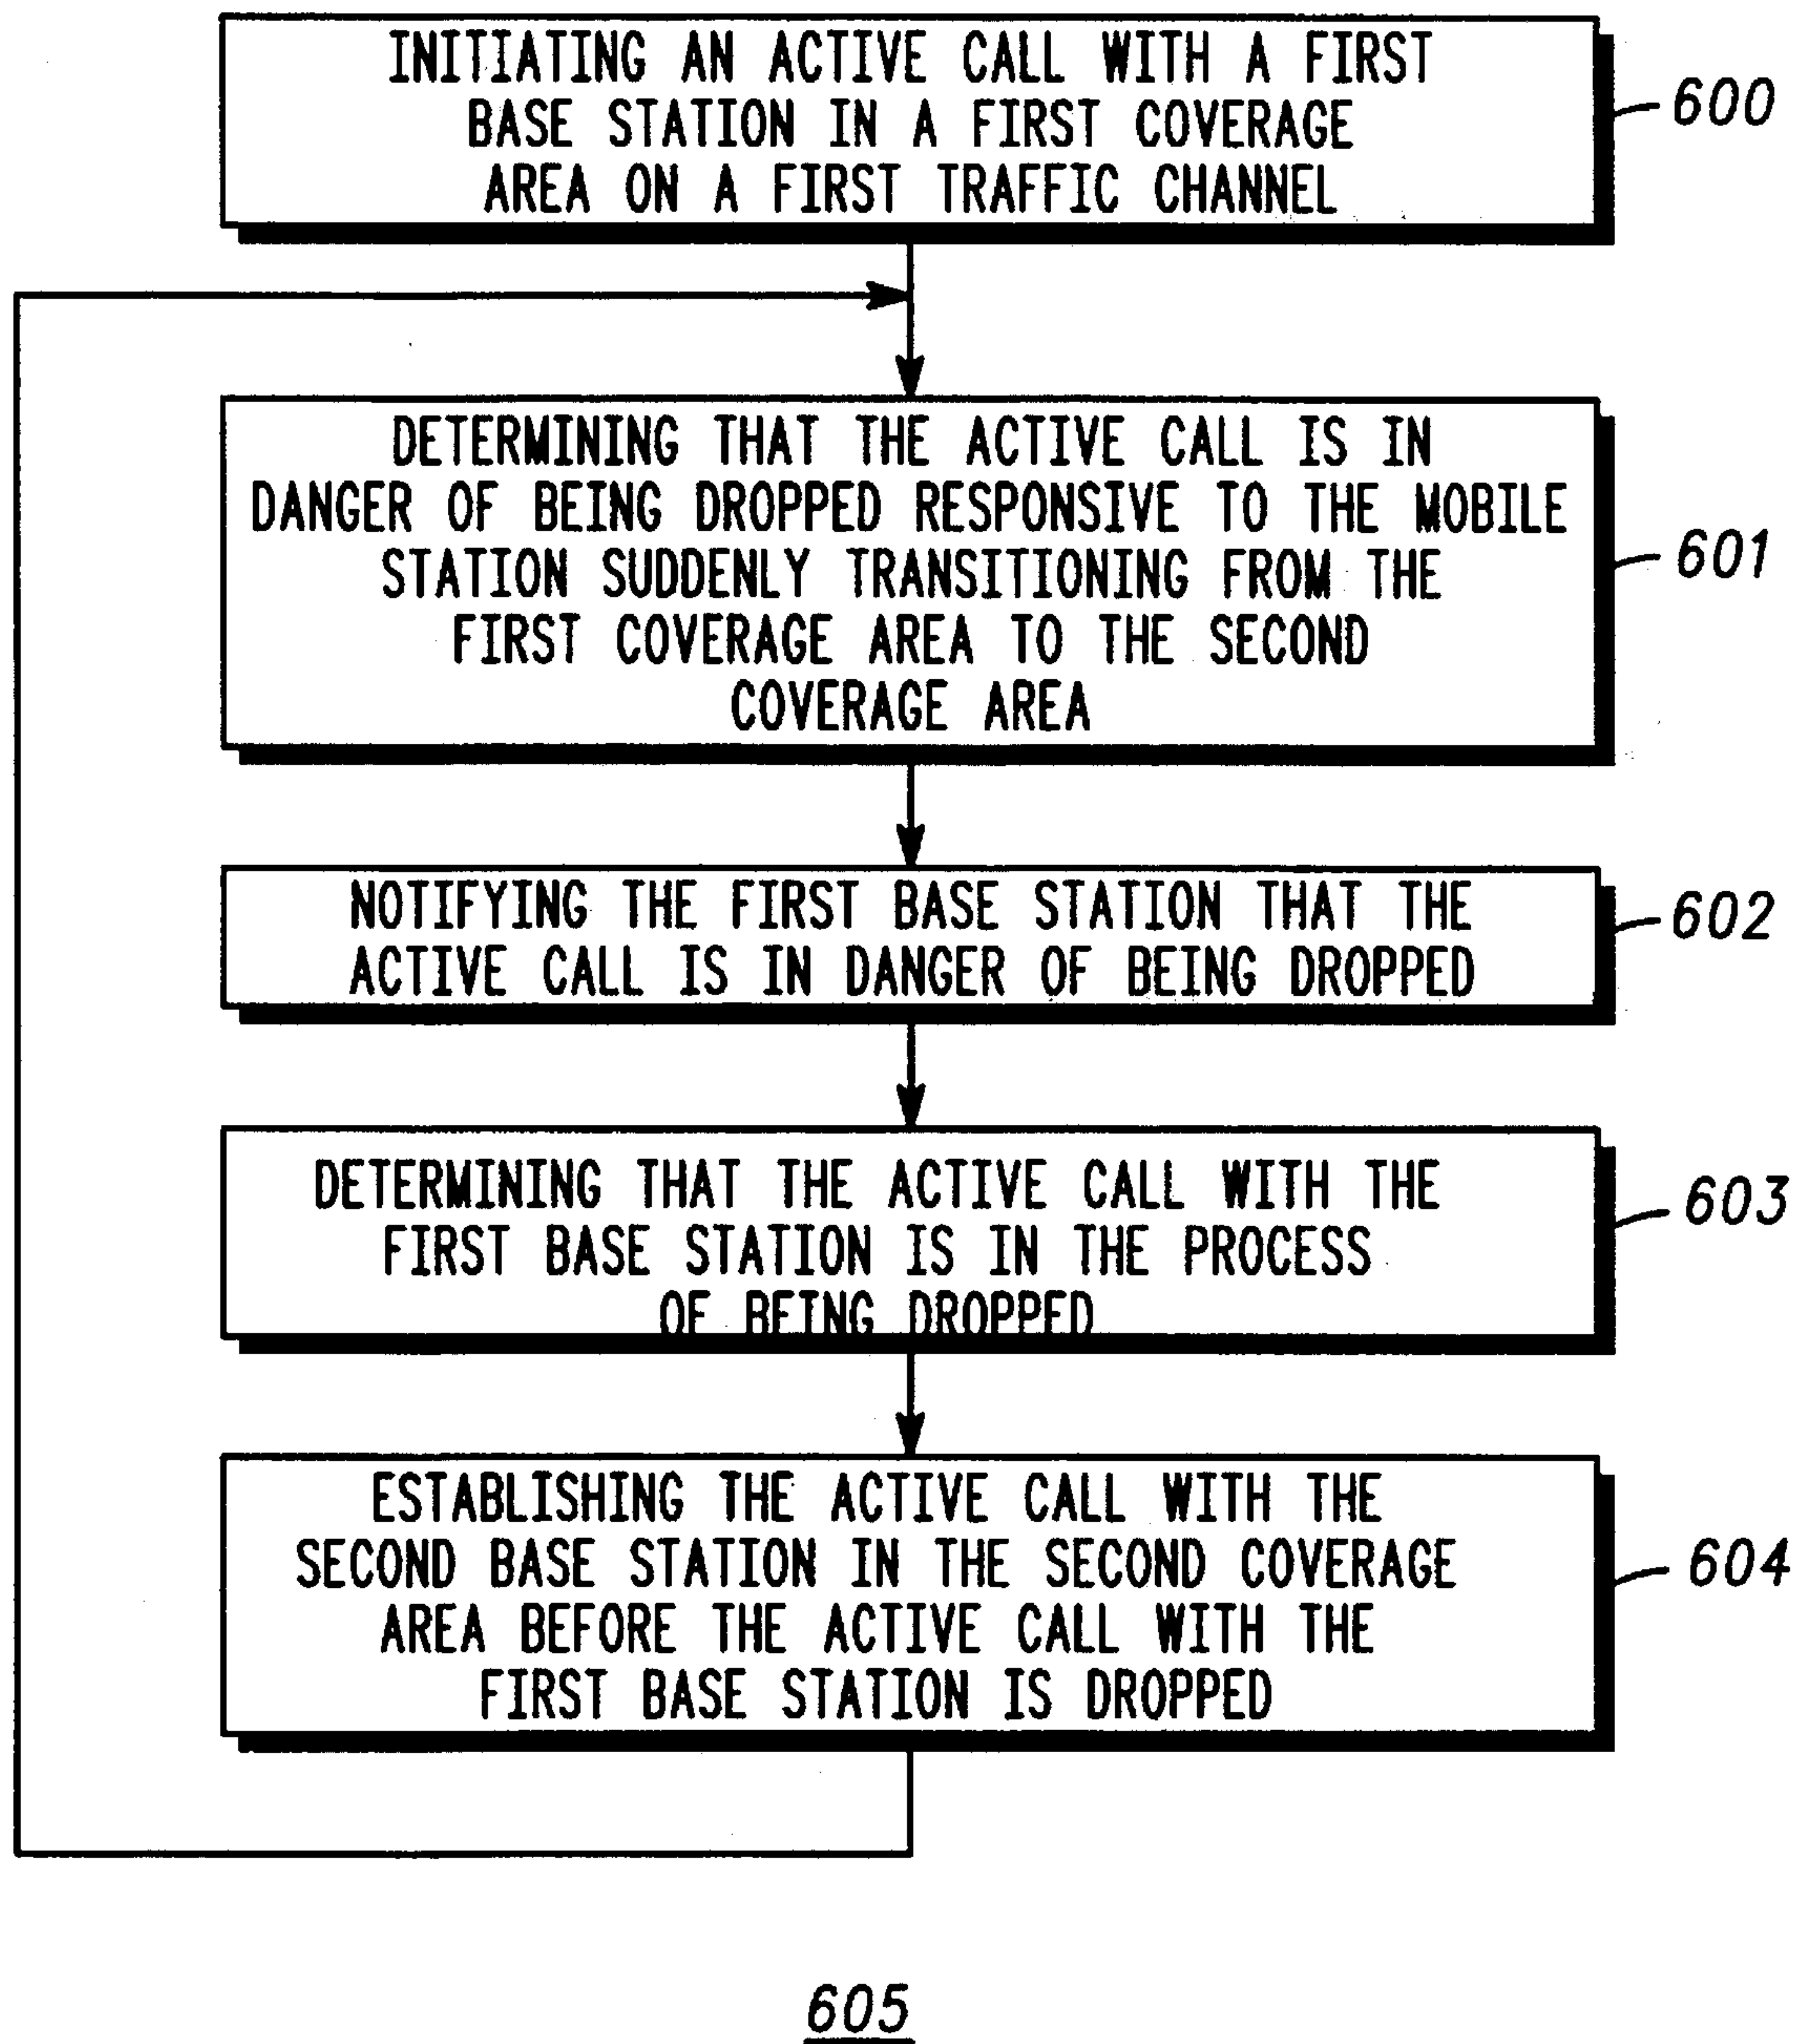 INITIATING AN ACTIVE CALL WITH A FIRST
BASE STATION IN A FIRST COVERAGE
AREA ON A FIRST TRAFFIC CHANNEL
600
DETERMINING THAT THE ACTIVE CALL IS IN
DANGER OF BEING DROPPED RESPONSIVE TO THE MOBILE
STATION SUDDENLY TRANSITIONING FROM THE
FIRST COVERAGE AREA TO THE SECOND
COVERAGE AREA
601
NOTIFYING THE FIRST BASE STATION THAT THE
ACTIVE CALL IS IN DANGER OF BEING DROPPED
602
DETERMINING THAT THE ACTIVE CALL WITH THE
FIRST BASE STATION IS IN THE PROCESS
OF BEING DROPPED
603
ESTABLISHING THE ACTIVE CALL WITH THE
SECOND BASE STATION IN THE SECOND COVERAGE
AREA BEFORE THE ACTIVE CALL WITH THE
FIRST BASE STATION IS DROPPED
604
605